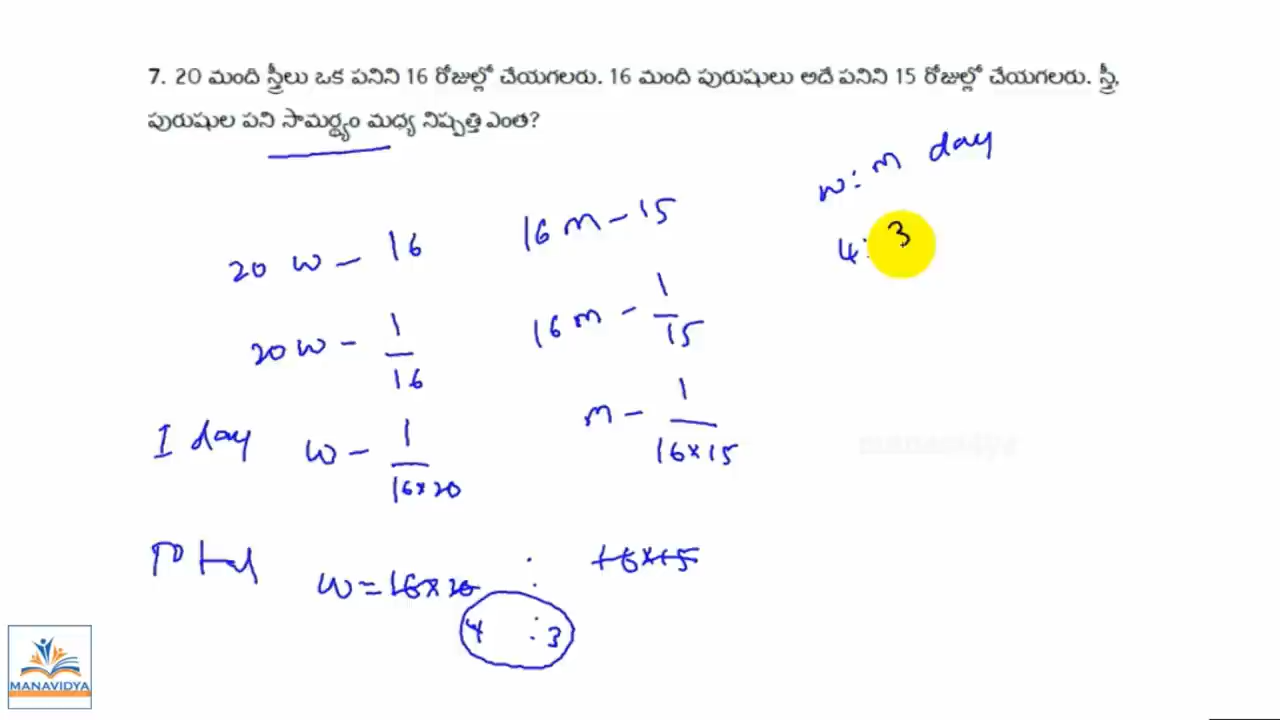 7. 20 మంది స్త్రీలు ఒక పనిని 16 రోజుల్లో చేయగలరు. 16 మంది పురుషులు అదే పనిని 15 రోజుల్లో చేయగలరు. స్త్రీ,
పురుషుల పని సామర్థ్యం మధ్య నిష్పత్తి ఎంత?
w : m day
4 : 3
20 w - 16
16 m - 15
20 w - 1/16
16 m - 1/15
I day w - 1/16×20
m - 1/16×15
Total w = 16×20 : 16×15
4 : 3
manavidya
MANAVIDYA